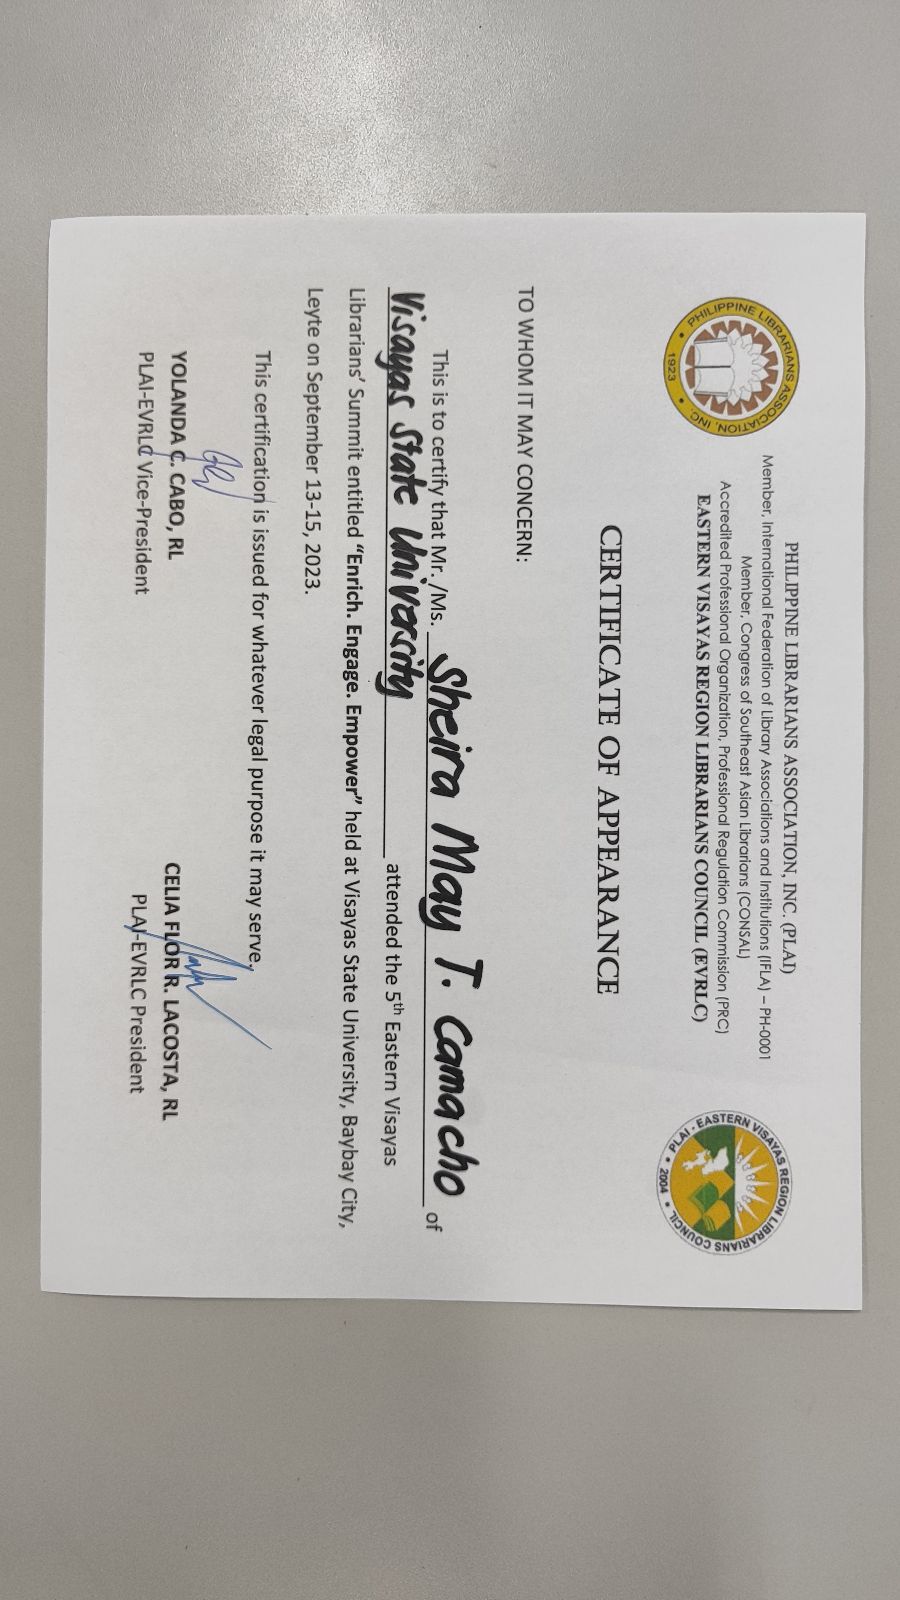 PHILIPPINE LIBRARIANS ASSOCIATION, INC. (PLAI)
Member, International Federation of Library Associations and Institutions (IFLA) – PH-0001
Member, Congress of Southeast Asian Librarians (CONSAL)
Accredited Professional Organization, Professional Regulation Commission (PRC)
EASTERN VISAYAS REGION LIBRARIANS COUNCIL (EVRLC)
PHILIPPINE LIBRARIANS ASSOCIATION, INC.
1923
PLAI - EASTERN VISAYAS REGION LIBRARIANS COUNCIL
2004
CERTIFICATE OF APPEARANCE
TO WHOM IT MAY CONCERN:
This is to certify that Mr./Ms. Sheira May T. Camacho of
Visayas State University attended the 5th Eastern Visayas
Librarians' Summit entitled “Enrich. Engage. Empower” held at Visayas State University, Baybay City,
Leyte on September 13-15, 2023.
This certification is issued for whatever legal purpose it may serve.
YOLANDA C. CABO, RL
PLAI-EVRLC Vice-President
CELIA FLOR R. LACOSTA, RL
PLAI-EVRLC President